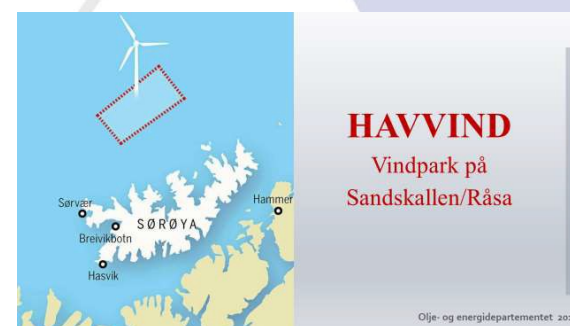 HAVVIND
Vindpark på
Sandskallen/Råsa
Sørvær
SØRØYA
Hammer
Breivikbotn
Hasvik
Olje- og energidepartementet